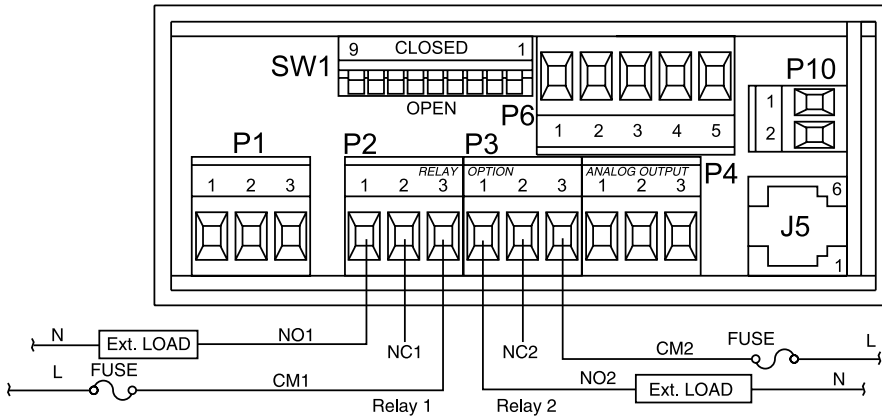 9 CLOSED 1
SW1
OPEN
P6
1 2 3 4 5
P10
1
2
P1
1 2 3
P2
RELAY
1 2 3
P3
OPTION
1 2 3
ANALOG OUTPUT
1 2 3
P4
6
J5
1
N
Ext. LOAD
NO1
NC1
NC2
CM2
FUSE
L
L
FUSE
CM1
NO2
Ext. LOAD
N
Relay 1
Relay 2